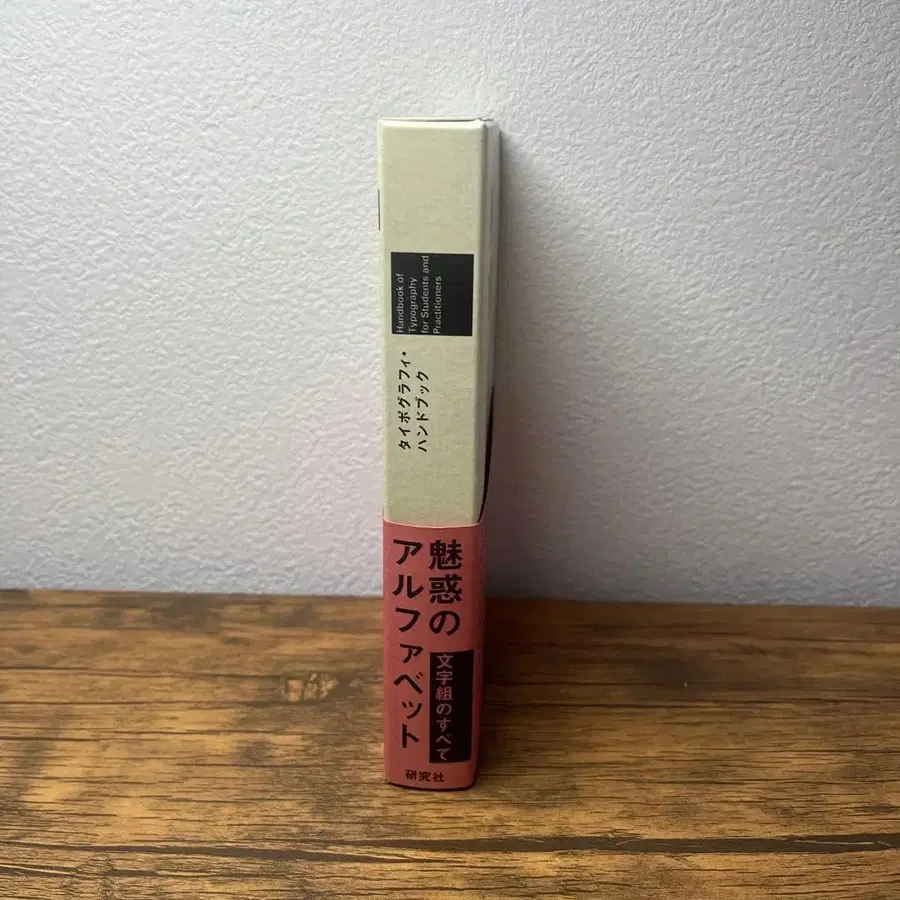 Handbook of
Typography
for Students and
Practitioners
タイポグラフィ・
ハンドブック
魅惑の
アルファベット
文字組のすべて
研究社